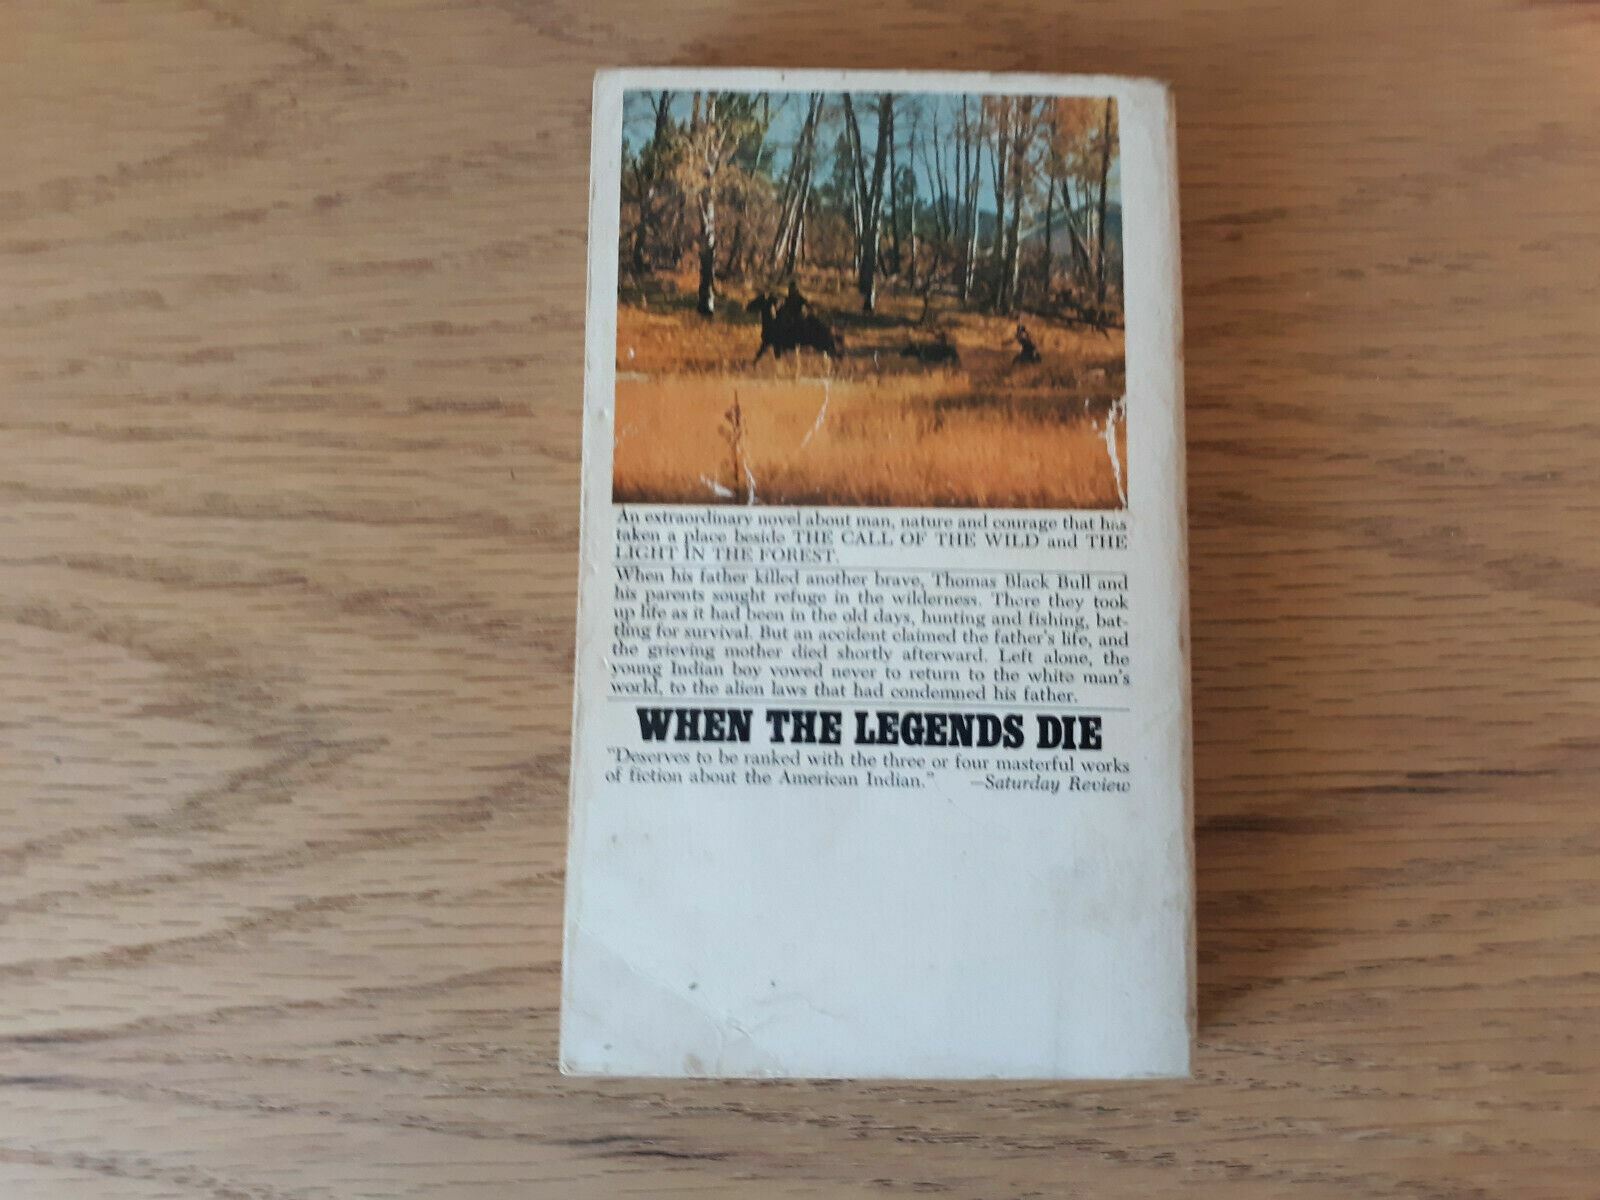 An extraordinary novel about man, nature and courage that has
taken a place beside THE CALL OF THE WILD and THE
LIGHT IN THE FOREST.
When his father killed another brave, Thomas Black Bull and
his parents sought refuge in the wilderness. There they took
up life as it had been in the old days, hunting and fishing, bat-
tling for survival. But an accident claimed the father's life, and
the grieving mother died shortly afterward. Left alone, the
young Indian boy vowed never to return to the white man's
world, to the alien laws that had condemned his father.
WHEN THE LEGENDS DIE
"Deserves to be ranked with the three or four masterful works
of fiction about the American Indian." —Saturday Review